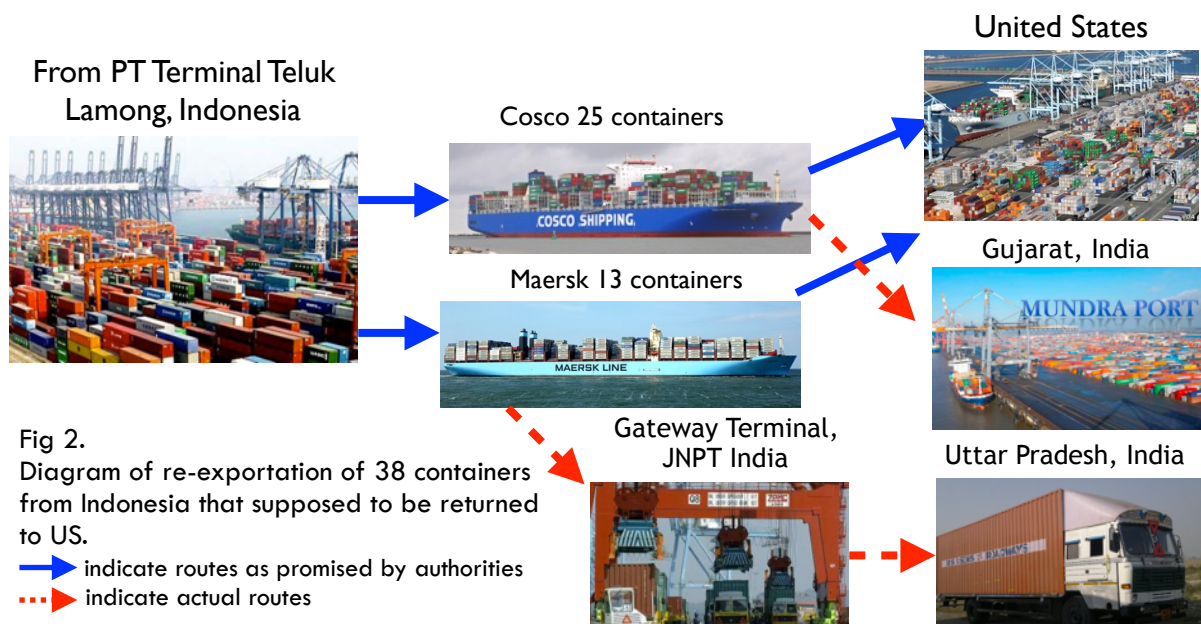 United States
From PT Terminal Teluk
Lamong, Indonesia
Cosco 25 containers
COSCO SHIPPING
Gujarat, India
MUNDRA PORT
Maersk 13 containers
MAERSK LINE
Gateway Terminal,
JNPT India
Uttar Pradesh, India
Fig 2.
Diagram of re-exportation of 38 containers
from Indonesia that supposed to be returned
to US.
indicate routes as promised by authorities
indicate actual routes